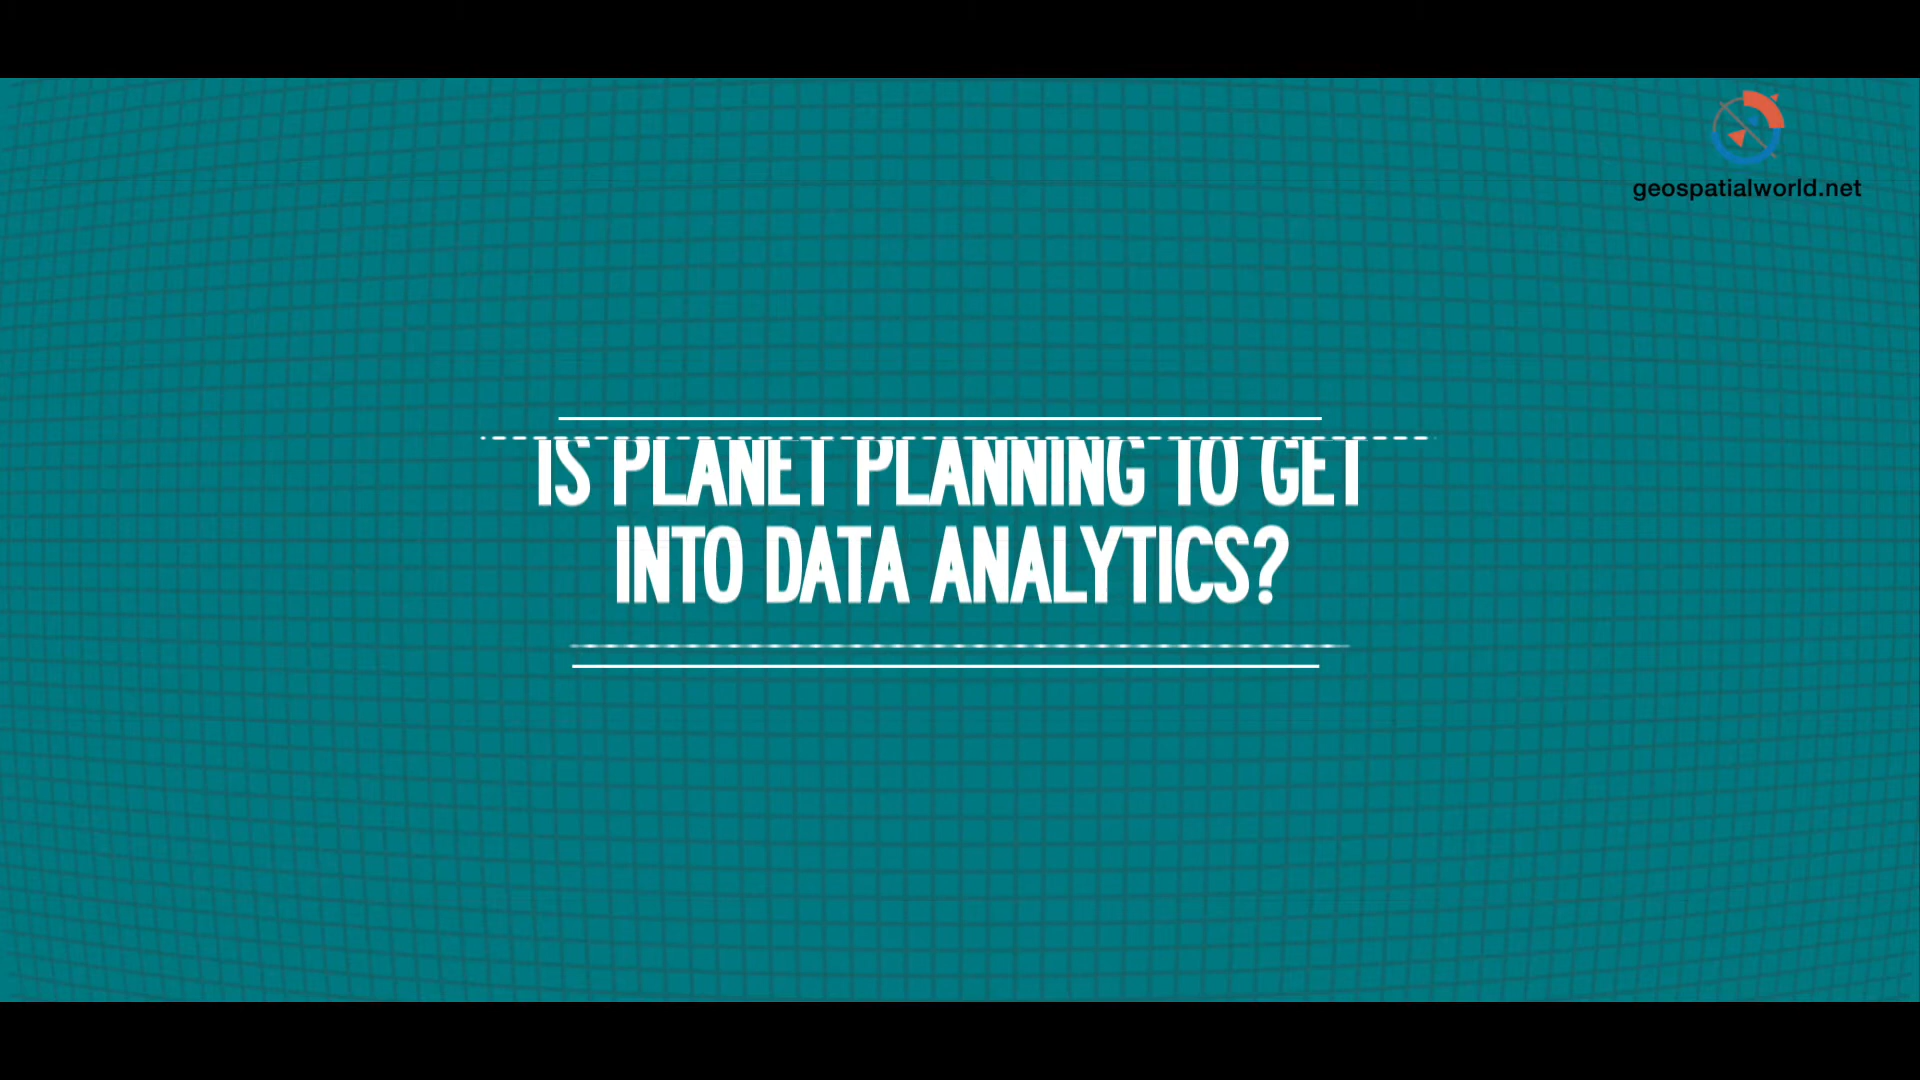 geospatialworld.net
IS PLANET PLANNING TO GET
INTO DATA ANALYTICS?